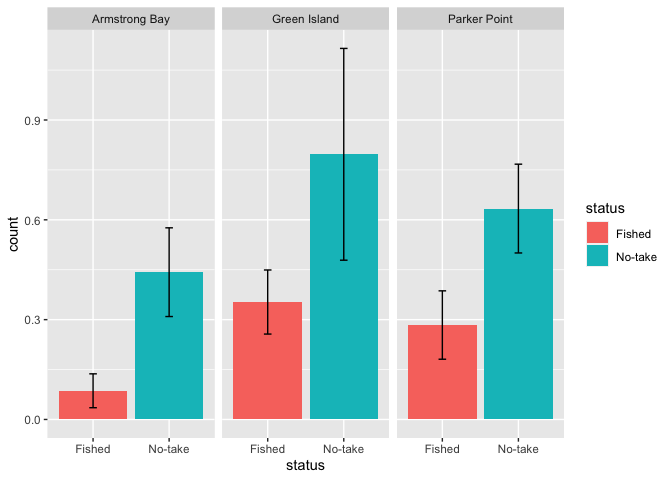 Armstrong Bay
Green Island
Parker Point
count
0.9
0.6
0.3
0.0
Fished
No-take
Fished
No-take
Fished
No-take
status
status
Fished
No-take